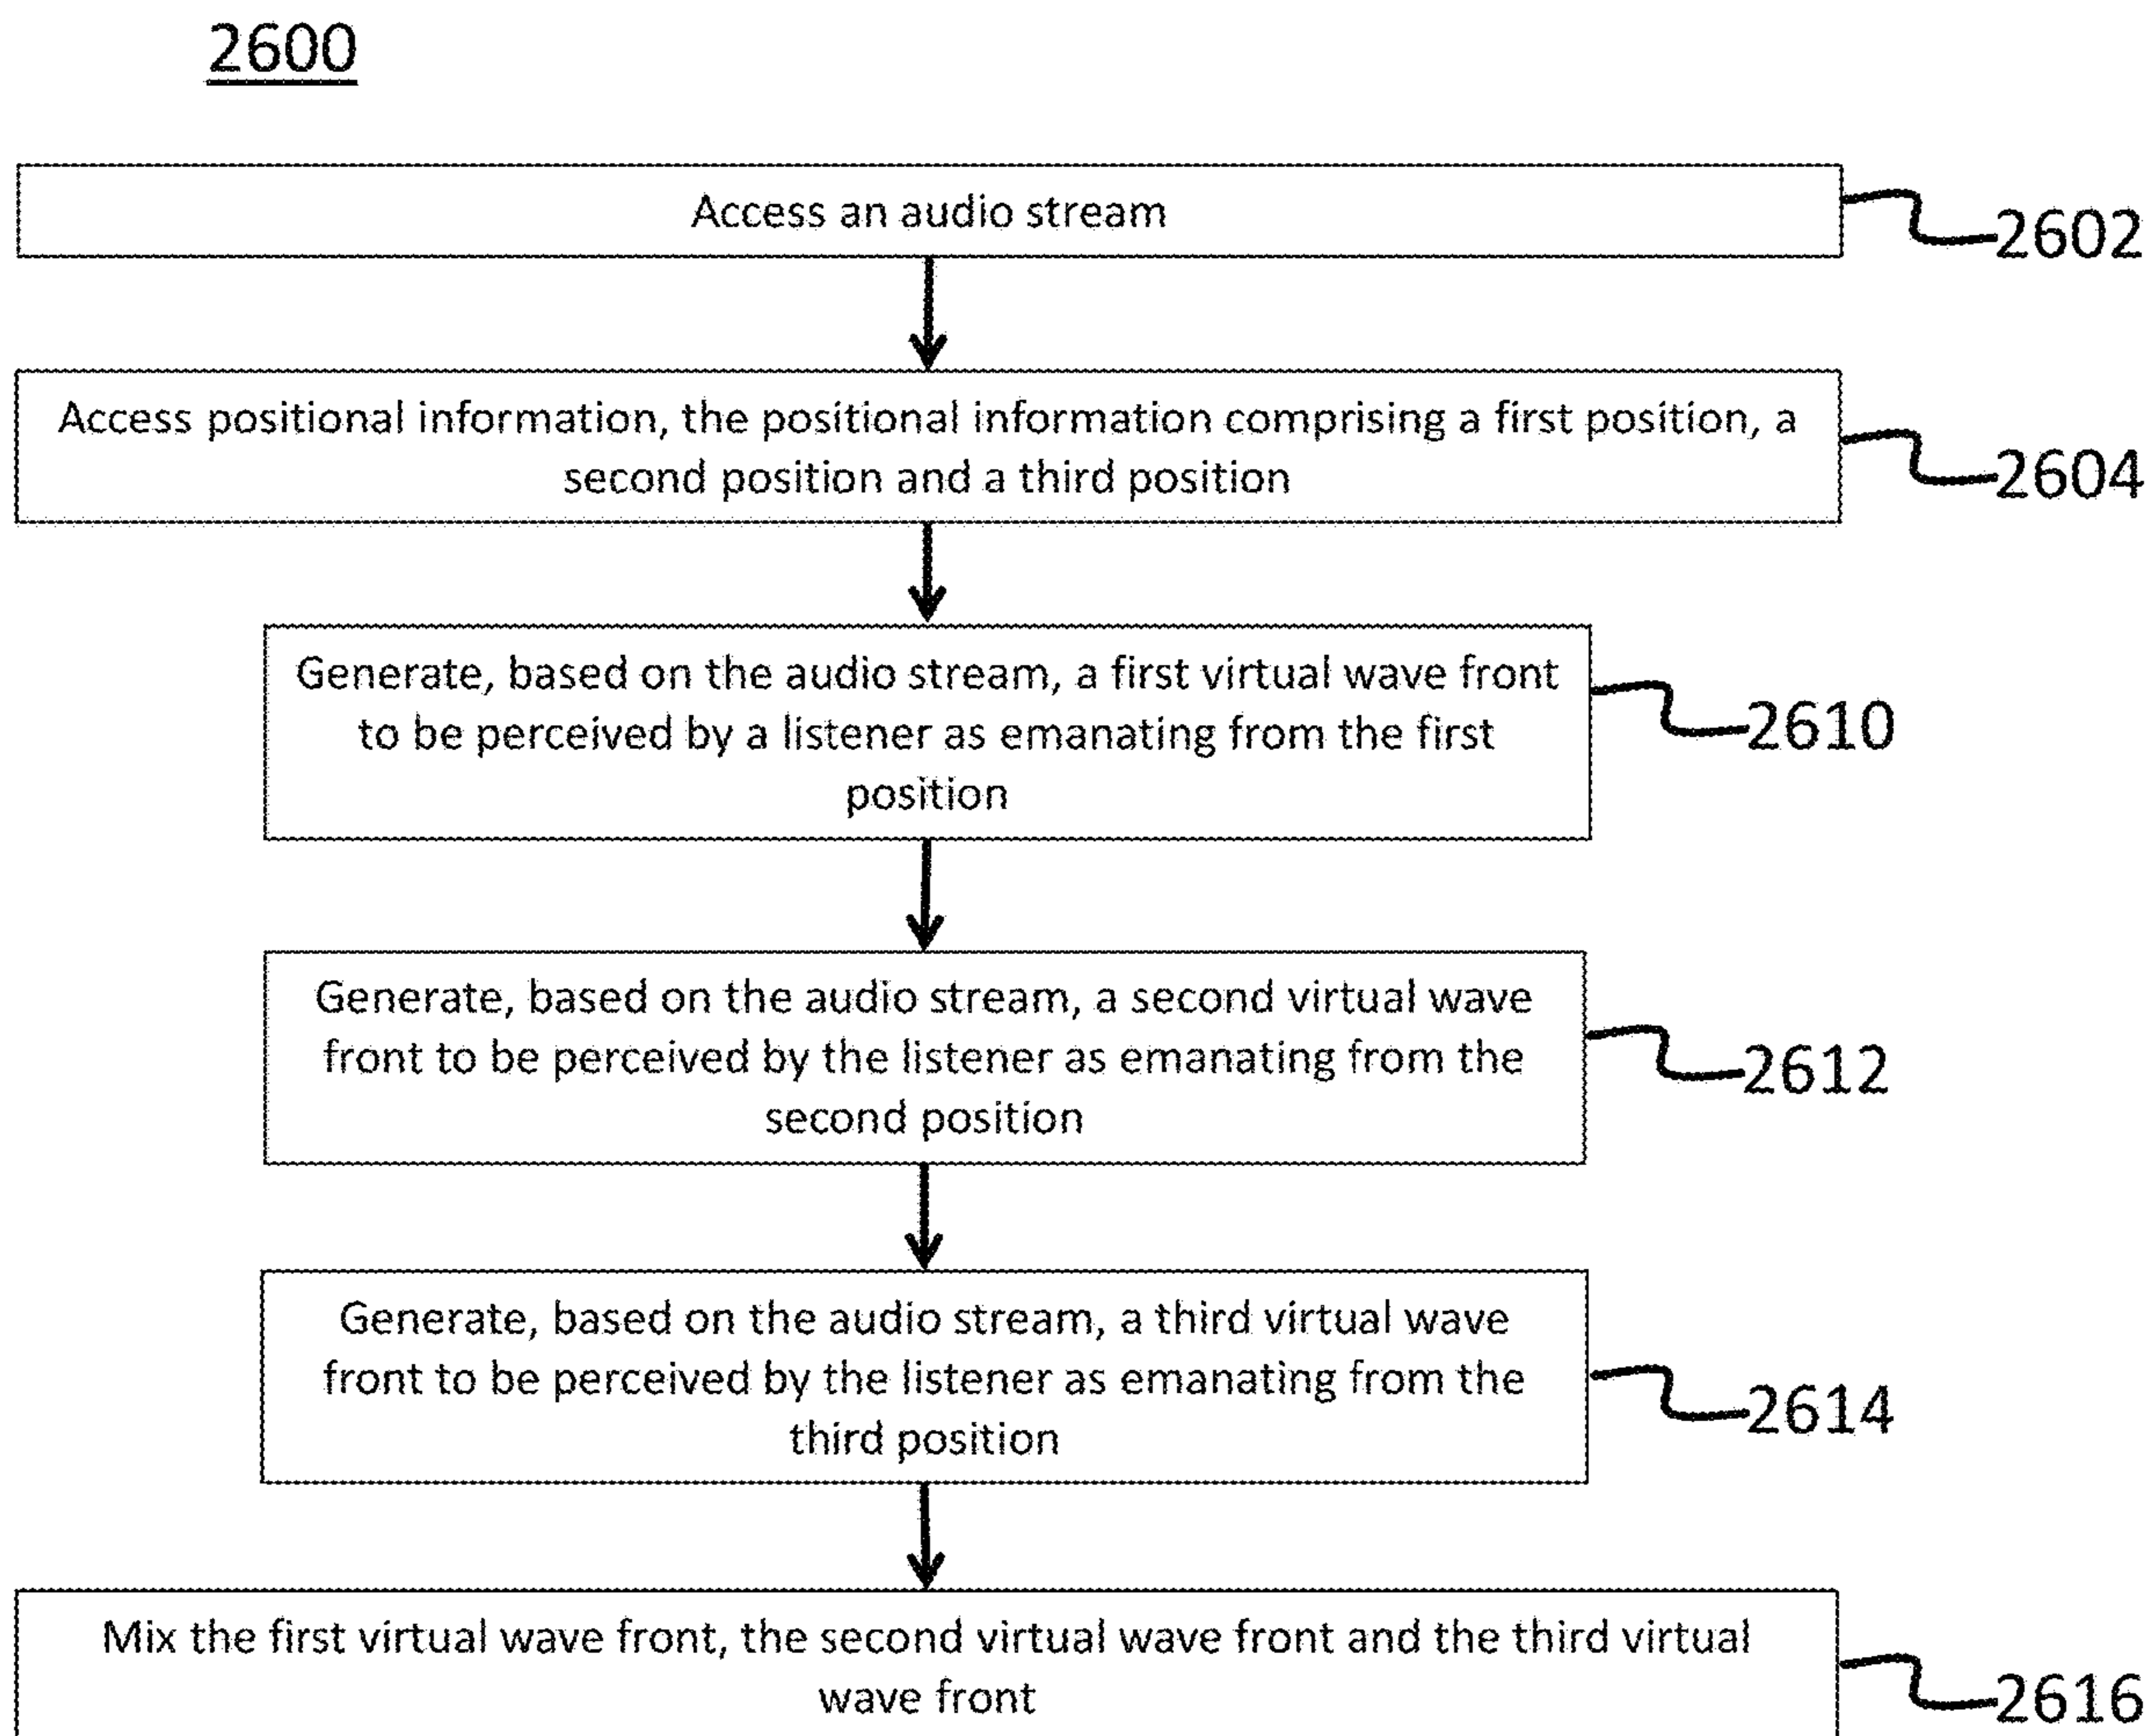 2600
Access an audio stream
2602
Access positional information, the positional information comprising a first position, a
second position and a third position
2604
Generate, based on the audio stream, a first virtual wave front
to be perceived by a listener as emanating from the first
position
2610
Generate, based on the audio stream, a second virtual wave
front to be perceived by the listener as emanating from the
second position
2612
Generate, based on the audio stream, a third virtual wave
front to be perceived by the listener as emanating from the
third position
2614
Mix the first virtual wave front, the second virtual wave front and the third virtual
wave front
2616